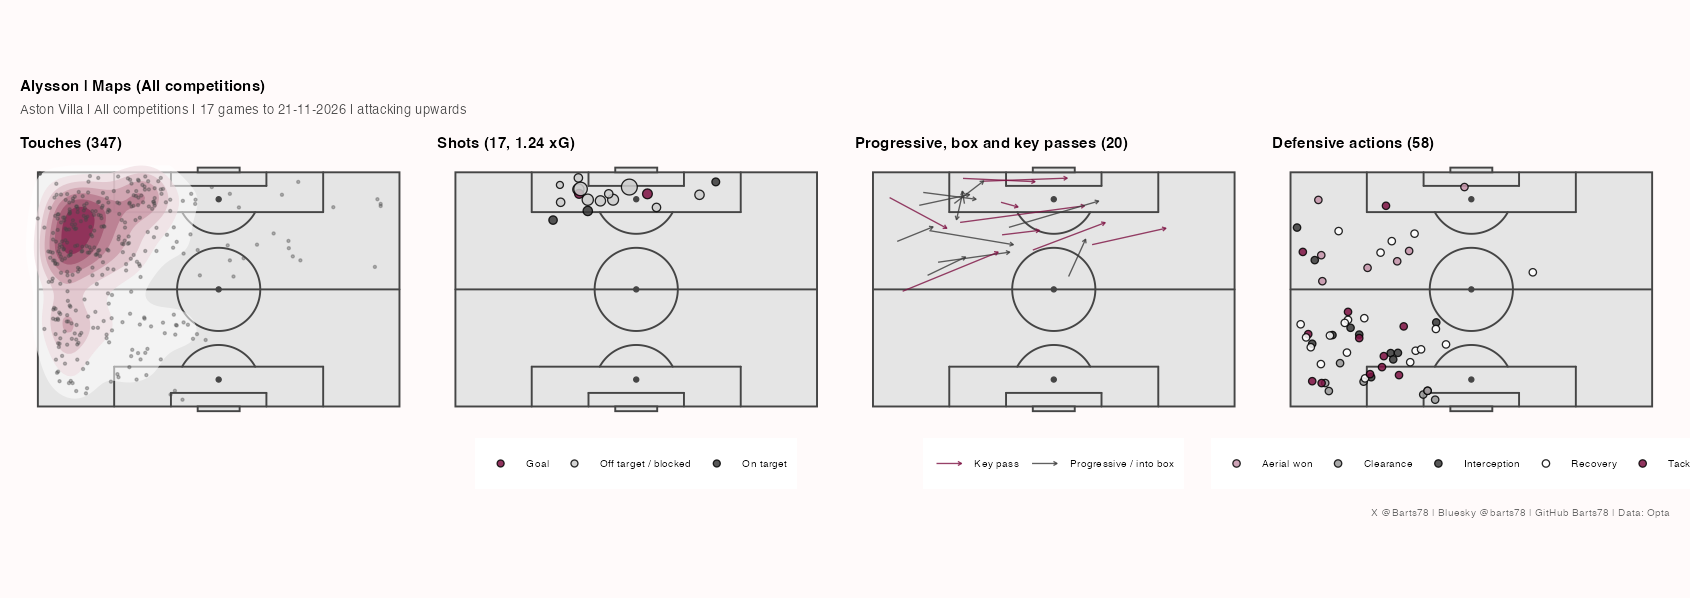 Alysson | Maps (All competitions)
Aston Villa | All competitions | 17 games to 21-11-2026 | attacking upwards
Touches (347)
Shots (17, 1.24 xG)
Progressive, box and key passes (20)
Defensive actions (58)
Goal
Off target / blocked
On target
Key pass
Progressive / into box
Aerial won
Clearance
Interception
Recovery
Tack
X @Barts78 | Bluesky @barts78 | GitHub Barts78 | Data: Opta